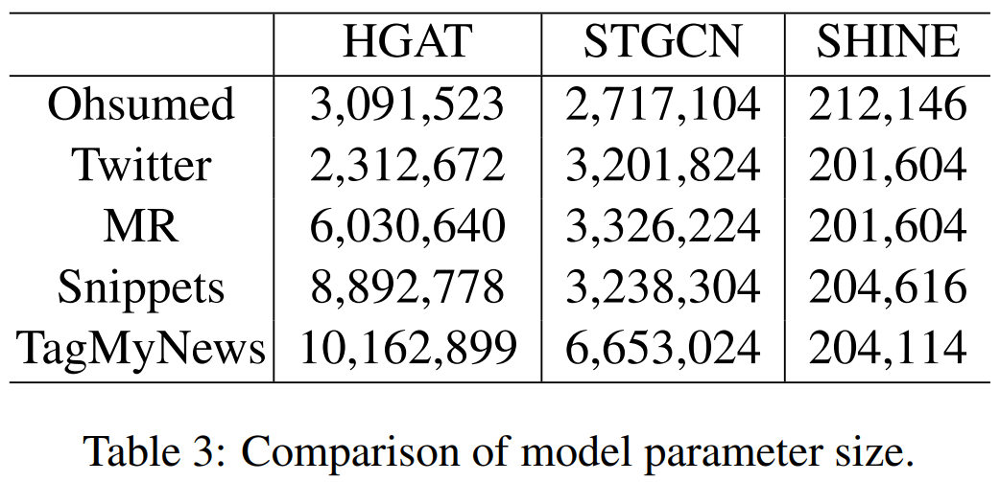 HGAT STGCN SHINE
Ohsumed 3,091,523 2,717,104 212,146
Twitter 2,312,672 3,201,824 201,604
MR 6,030,640 3,326,224 201,604
Snippets 8,892,778 3,238,304 204,616
TagMyNews 10,162,899 6,653,024 204,114
Table 3: Comparison of model parameter size.